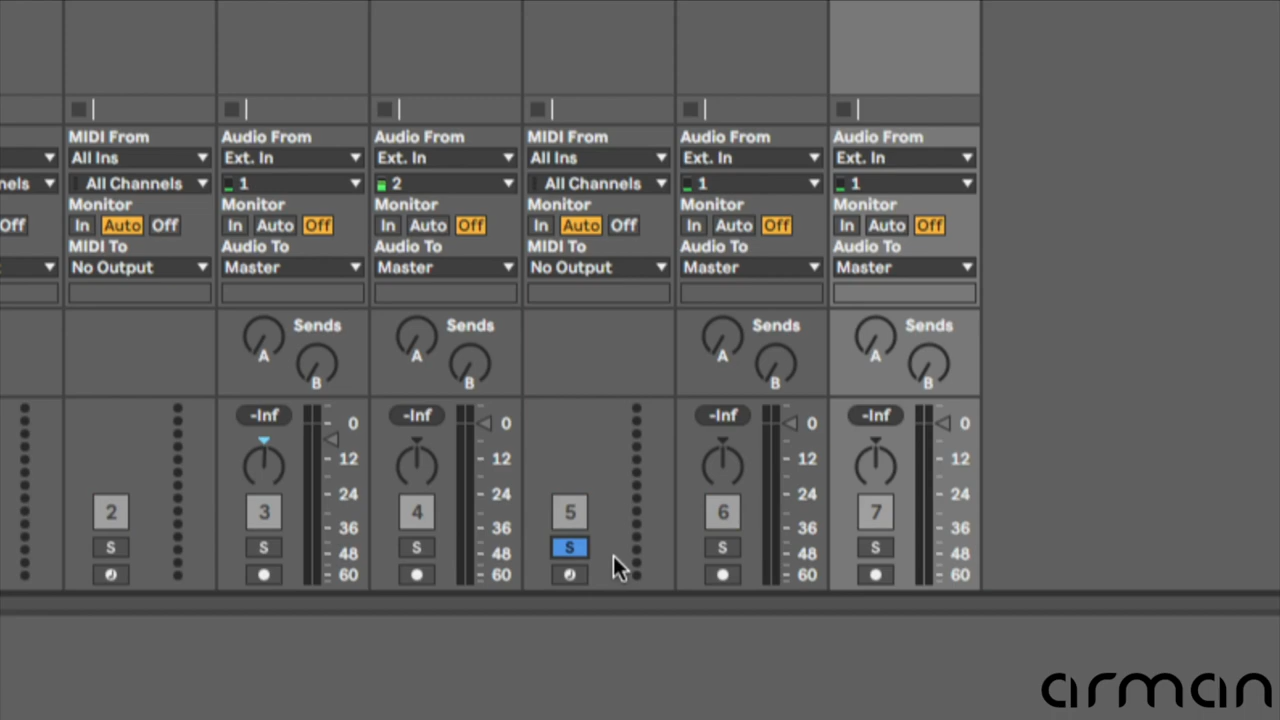 MIDI From Audio From Audio From MIDI From Audio From Audio From
All Ins Ext. In Ext. In All Ins Ext. In Ext. In
nels All Channels 1 2 All Channels 1 1
Monitor Monitor Monitor Monitor Monitor Monitor
Off In Auto Off In Auto Off In Auto Off In Auto Off In Auto Off In Auto Off
MIDI To Audio To Audio To MIDI To Audio To Audio To
No Output Master Master No Output Master Master
Sends Sends Sends Sends
A A A A
B B B B
-Inf 0 -Inf 0 -Inf 0 -Inf 0
12 12 12 12
24 24 24 24
2 3 4 5 6 7
36 36 36 36
S S S S S S
48 48 48 48
60 60 60 60
arman